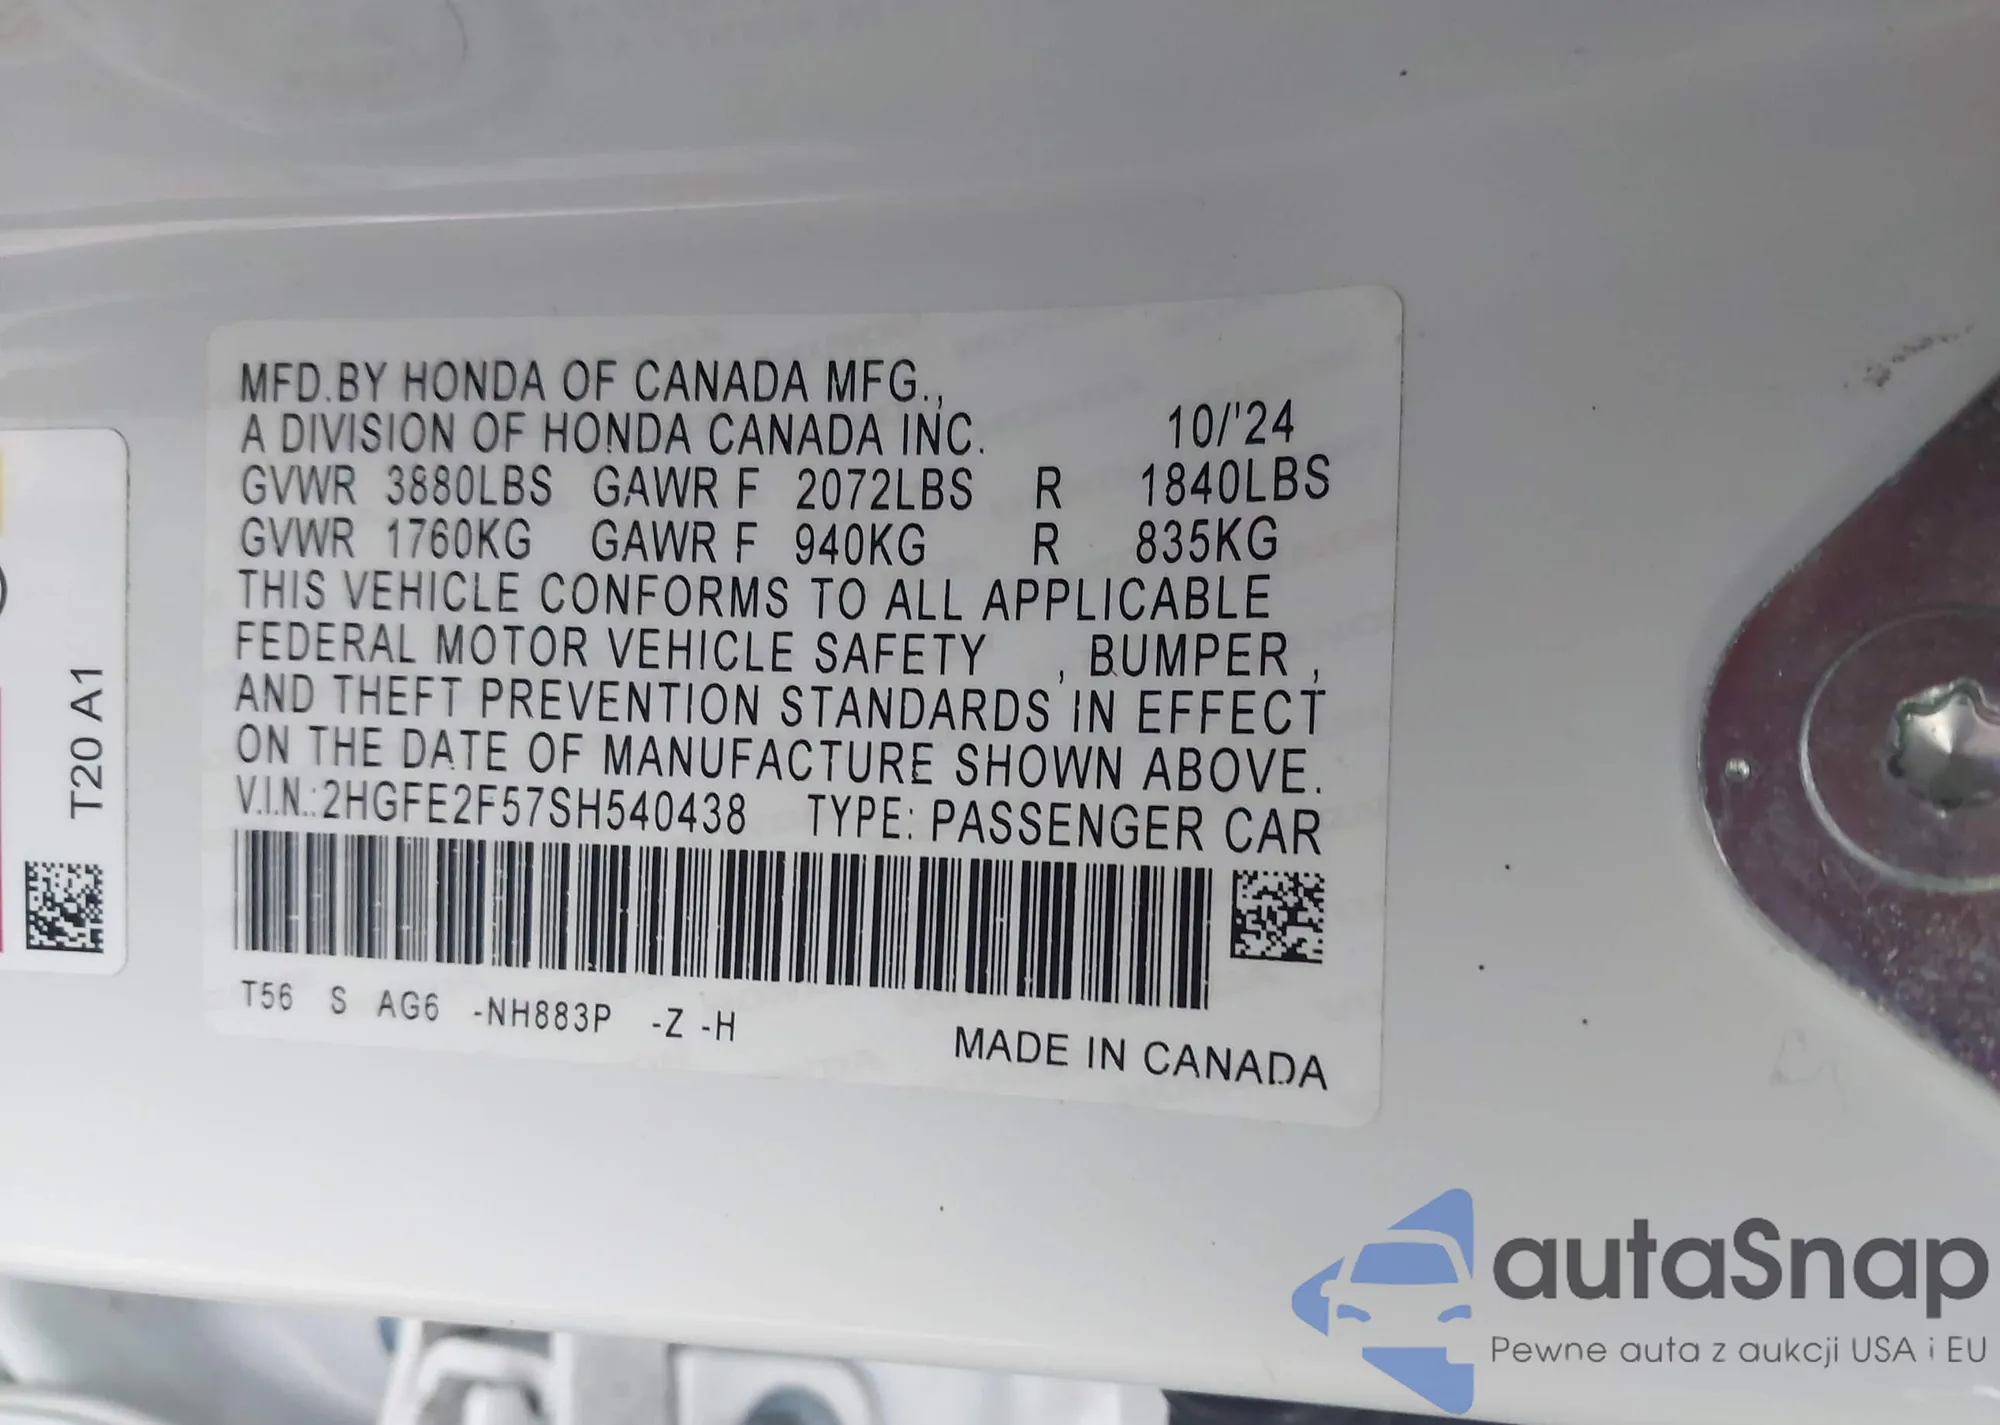 MFD.BY HONDA OF CANADA MFG.,
A DIVISION OF HONDA CANADA INC. 10/'24
GVWR 3880LBS GAWR F 2072LBS R 1840LBS
GVWR 1760KG GAWR F 940KG R 835KG
THIS VEHICLE CONFORMS TO ALL APPLICABLE
FEDERAL MOTOR VEHICLE SAFETY , BUMPER ,
AND THEFT PREVENTION STANDARDS IN EFFECT
ON THE DATE OF MANUFACTURE SHOWN ABOVE.
V.I.N.:2HGFE2F57SH540438 TYPE: PASSENGER CAR
T56 S AG6 -NH883P -Z -H
MADE IN CANADA
T20 A1
autaSnap
Pewne auta z aukcji USA i EU